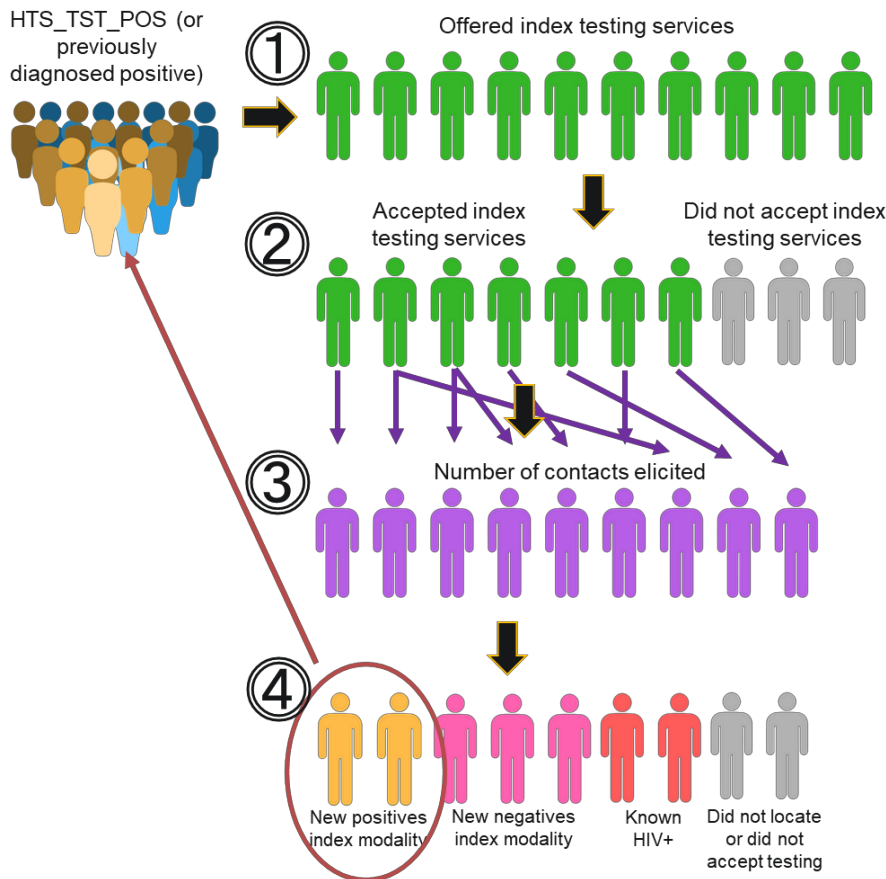 HTS_TST_POS (or
previously
diagnosed positive)
1
Offered index testing services
2
Accepted index
testing services
Did not accept index
testing services
3
Number of contacts elicited
4
New positives
index modality
New negatives
index modality
Known
HIV+
Did not locate
or did not
accept testing